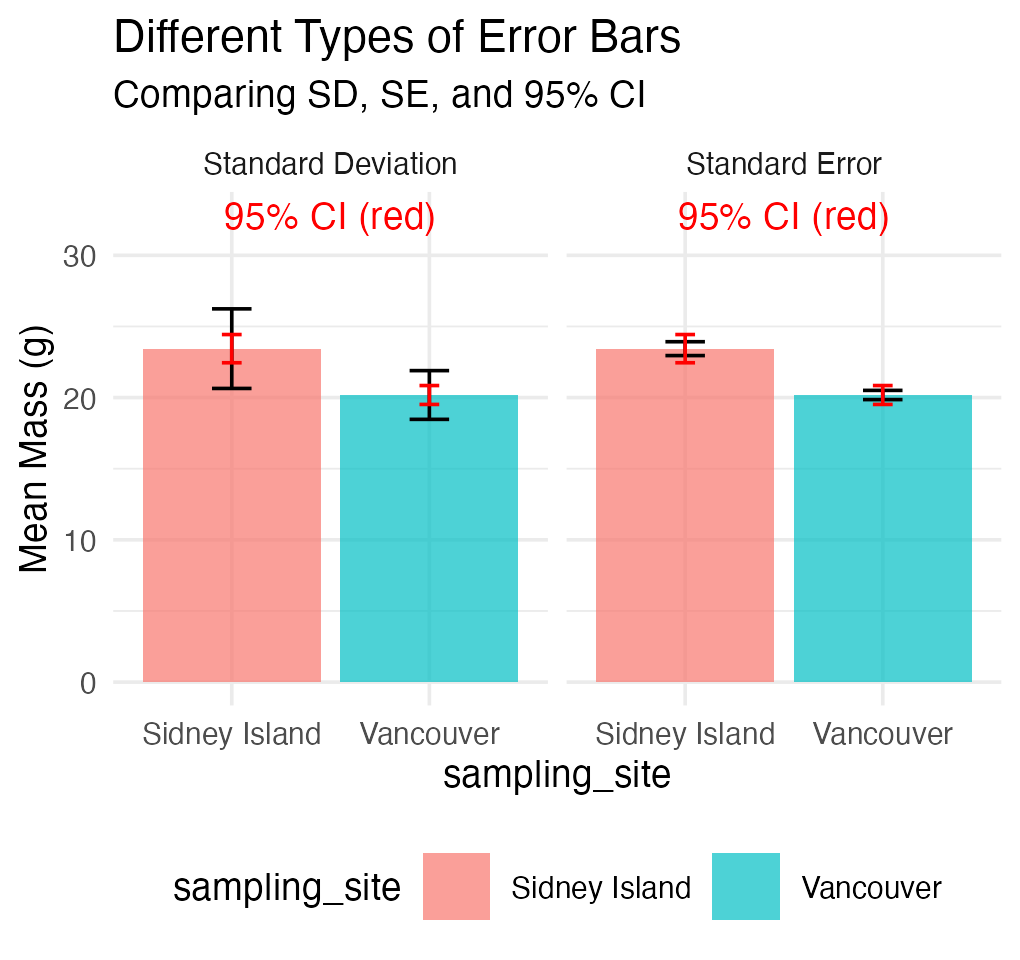 Different Types of Error Bars
Comparing SD, SE, and 95% CI
Standard Deviation
Standard Error
95% CI (red)
95% CI (red)
30
20
10
0
Mean Mass (g)
Sidney Island
Vancouver
Sidney Island
Vancouver
sampling_site
sampling_site
Sidney Island
Vancouver